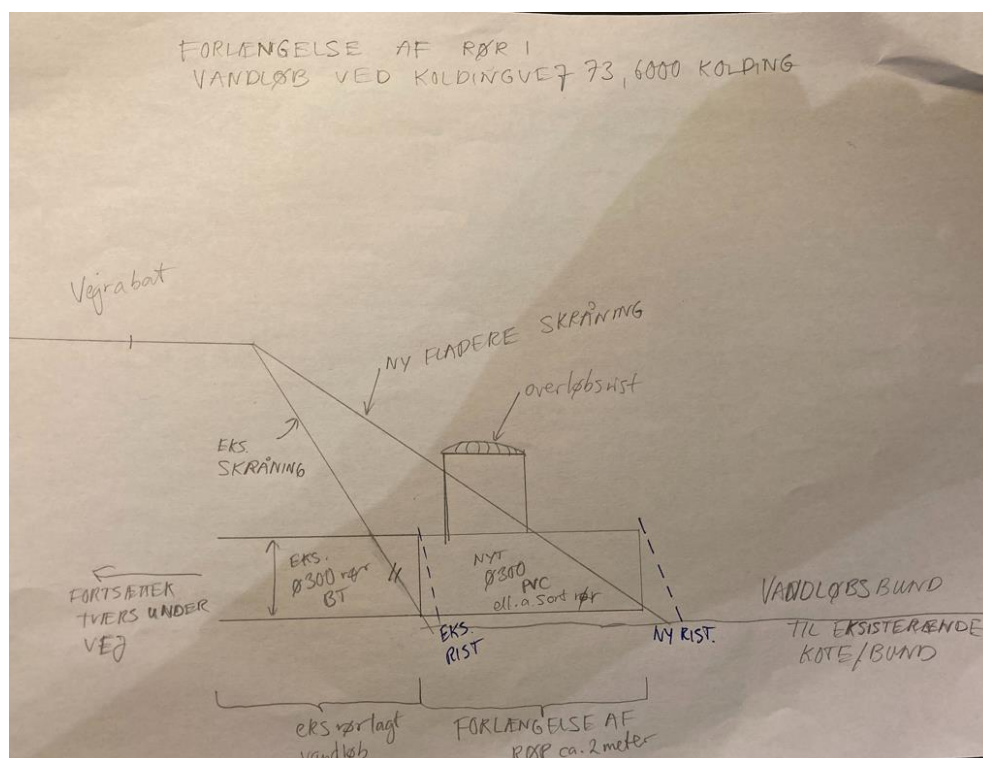 FORLÆNGELSE AF RØR I
VANDLØB VED KOLDINGVEJ 73, 6000 KOLDING
Vejrabat
NY FLADERE SKRÅNING
overløbsrist
EKS.
SKRÅNING
EKS.
Ø300 rør
BT
NYT
Ø300
PVC
ell. a. Sort rør
FORTSÆTTER
TVÆRS UNDER
VEJ
EKS.
RIST
NY RIST.
VANDLØBSBUND
TIL EKSISTERENDE
KOTE/BUND
eks rørlagt
vandløb
FORLÆNGELSE AF
RØR ca. 2 meter